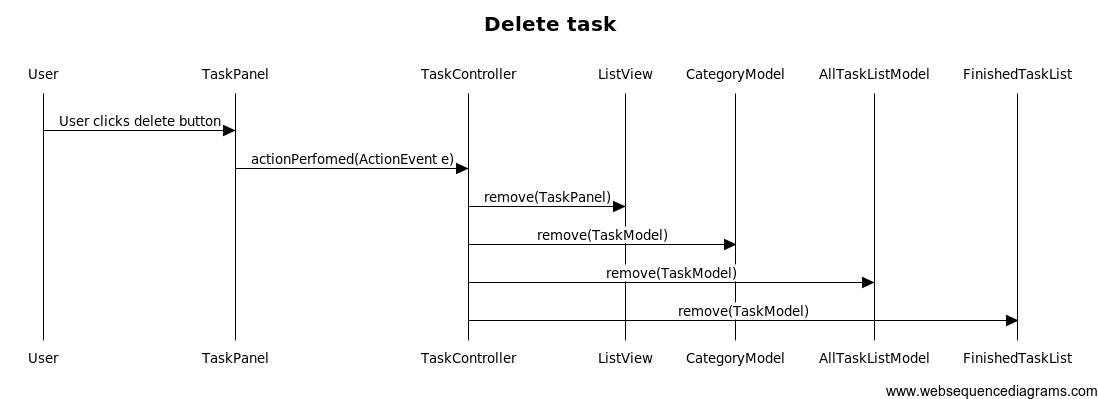 Delete task
User TaskPanel TaskController ListView CategoryModel AllTaskListModel FinishedTaskList
User clicks delete button
actionPerfomed(ActionEvent e)
remove(TaskPanel)
remove(TaskModel)
remove(TaskModel)
remove(TaskModel)
User TaskPanel TaskController ListView CategoryModel AllTaskListModel FinishedTaskList
www.websequencediagrams.com